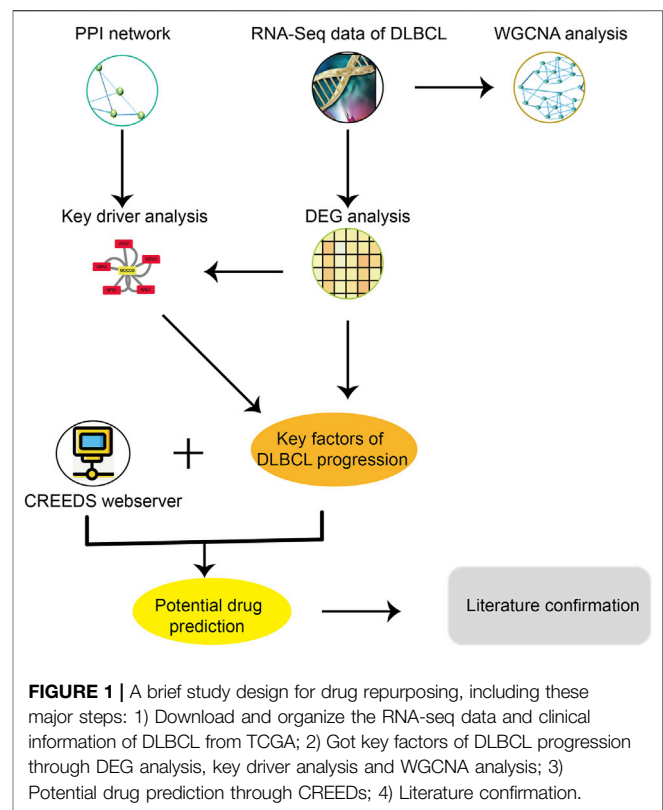 PPI network
RNA-Seq data of DLBCL
WGCNA analysis
Key driver analysis
DEG analysis
Key factors of
DLBCL progression
CREEDS webserver
Potential drug
prediction
Literature confirmation
FIGURE 1 | A brief study design for drug repurposing, including these
major steps: 1) Download and organize the RNA-seq data and clinical
information of DLBCL from TCGA; 2) Got key factors of DLBCL progression
through DEG analysis, key driver analysis and WGCNA analysis; 3)
Potential drug prediction through CREEDs; 4) Literature confirmation.